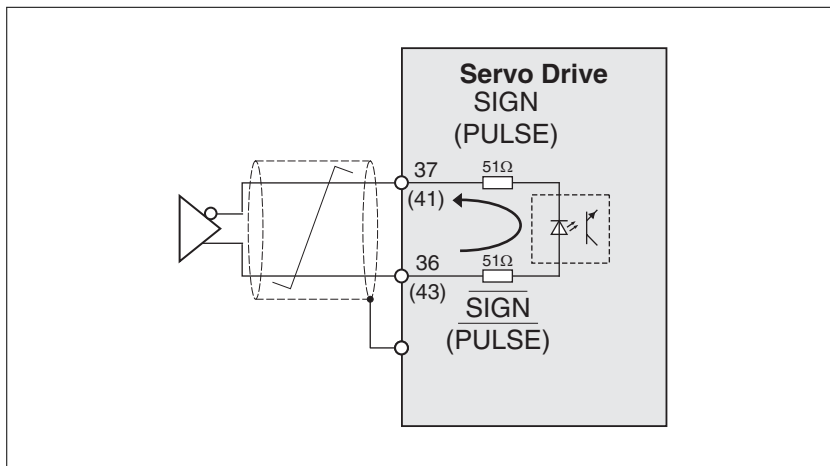 Servo Drive
SIGN
(PULSE)
37
51Ω
(41)
36
51Ω
(43)
SIGN
(PULSE)